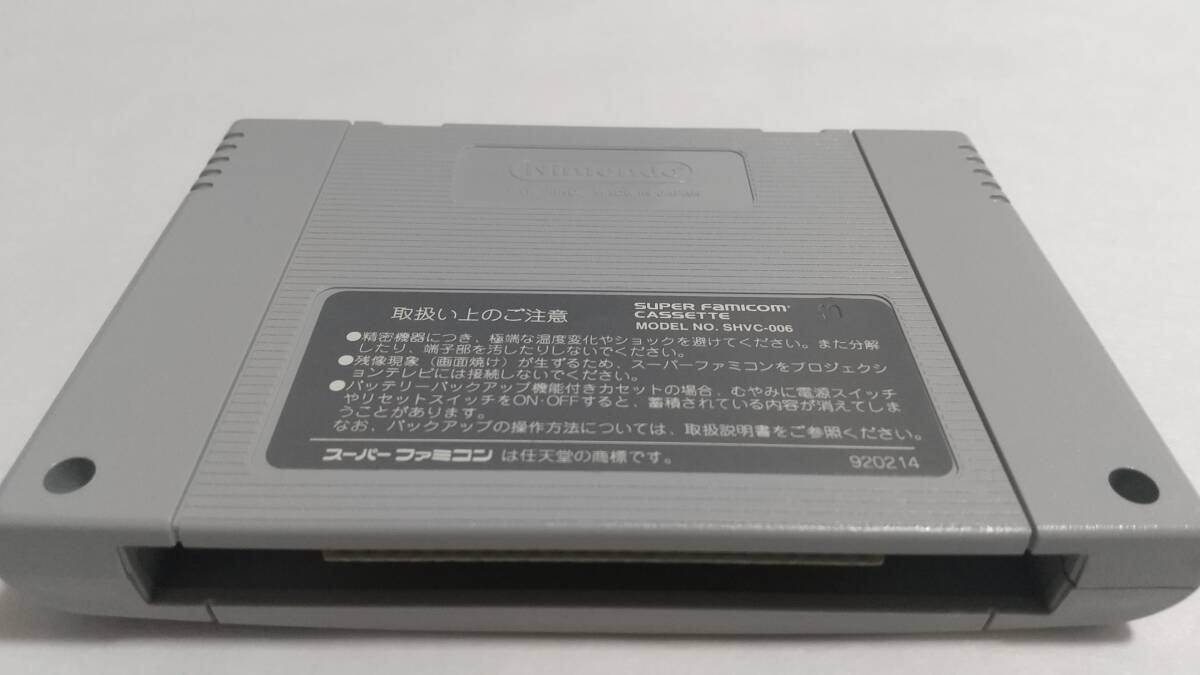 Nintendo
MADE IN JAPAN
取扱い上のご注意
SUPER FAMICOM
CASSETTE
MODEL NO. SHVC-006
●精密機器につき、極端な温度変化やショックを避けてください。また分解
したり、端子部を汚したりしないでください。
●残像現象（画面焼け）が生ずるため、スーパーファミコンをプロジェクシ
ョンテレビには接続しないでください。
●バッテリーバックアップ機能付きカセットの場合、むやみに電源スイッチ
やリセットスイッチをON·OFFすると、蓄積されている内容が消えてしま
うことがあります。
なお、バックアップの操作方法については、取扱説明書をご参照ください。
スーパーファミコン は任天堂の商標です。
920214